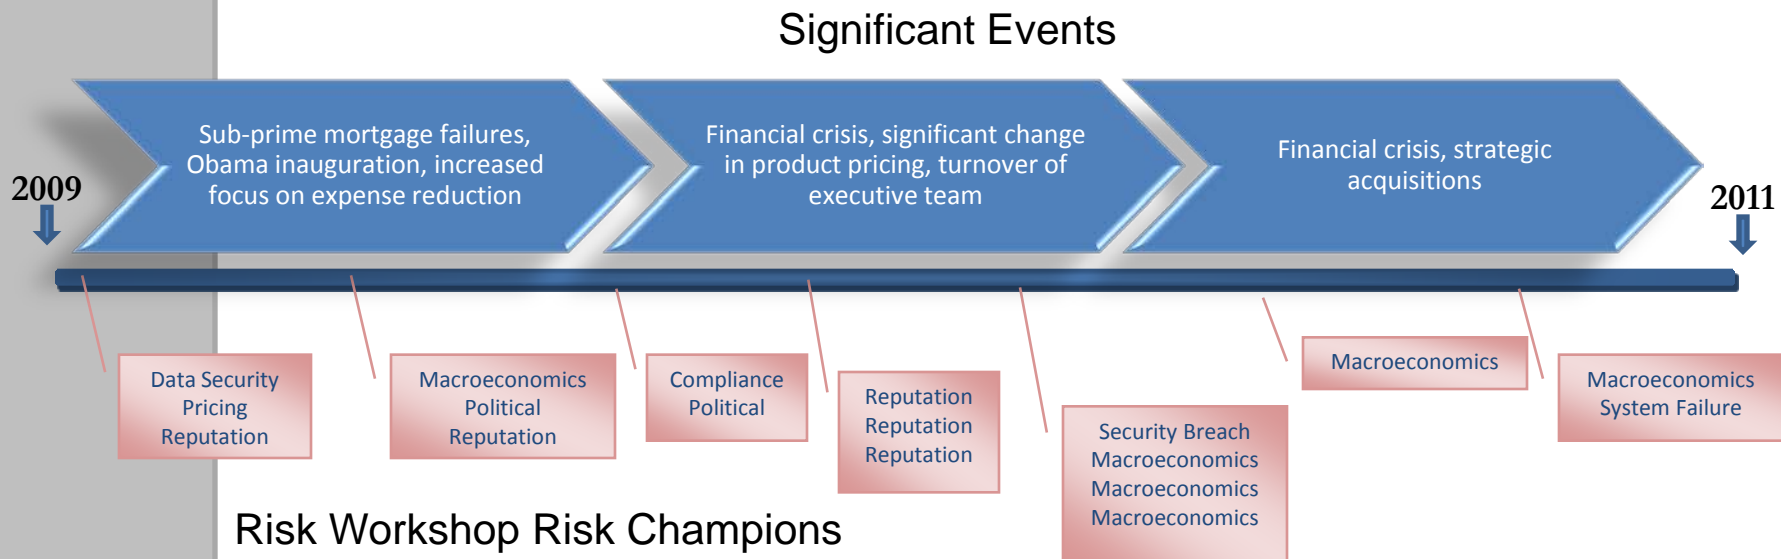 Significant Events
Sub-prime mortgage failures,
Obama inauguration, increased
focus on expense reduction
Financial crisis, significant change
in product pricing, turnover of
executive team
Financial crisis, strategic
acquisitions
2009
2011
Data Security
Pricing
Reputation
Macroeconomics
Political
Reputation
Compliance
Political
Reputation
Reputation
Reputation
Security Breach
Macroeconomics
Macroeconomics
Macroeconomics
Macroeconomics
Macroeconomics
System Failure
Risk Workshop Risk Champions